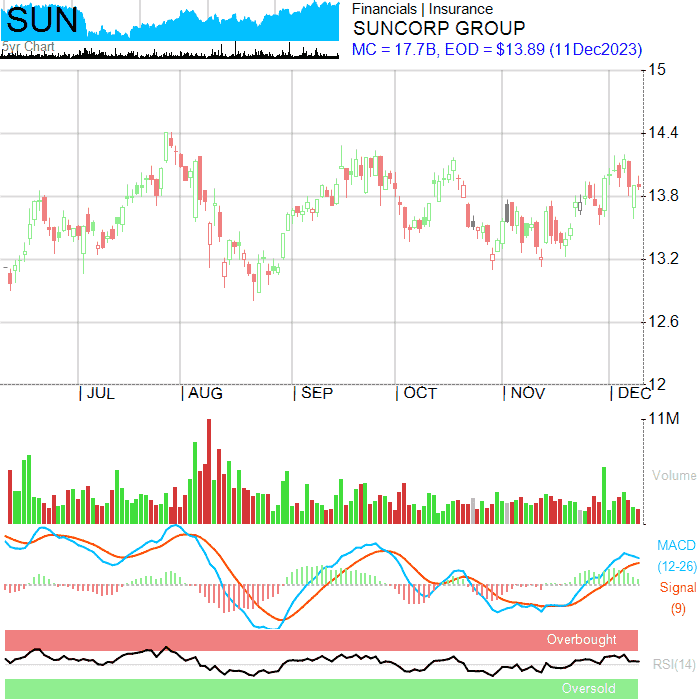 SUN
5yr Chart
Financials | Insurance
SUNCORP GROUP
MC = 17.7B, EOD = $13.89 (11Dec2023)
15
14.4
13.8
13.2
12.6
12
| JUL | AUG | SEP | OCT | NOV | DEC
11M
Volume
MACD
(12-26)
Signal
(9)
Overbought
RSI(14)
Oversold